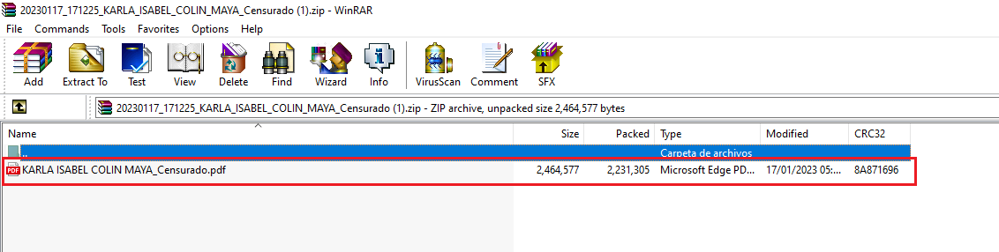 20230117_171225_KARLA_ISABEL_COLIN_MAYA_Censurado (1).zip - WinRAR
File Commands Tools Favorites Options Help
Add Extract To Test View Delete Find Wizard Info VirusScan Comment SFX
20230117_171225_KARLA_ISABEL_COLIN_MAYA_Censurado (1).zip - ZIP archive, unpacked size 2,464,577 bytes
Name Size Packed Type Modified CRC32
.. Carpeta de archivos
PDF KARLA ISABEL COLIN MAYA_Censurado.pdf 2,464,577 2,231,305 Microsoft Edge PD... 17/01/2023 05:... 8A871696